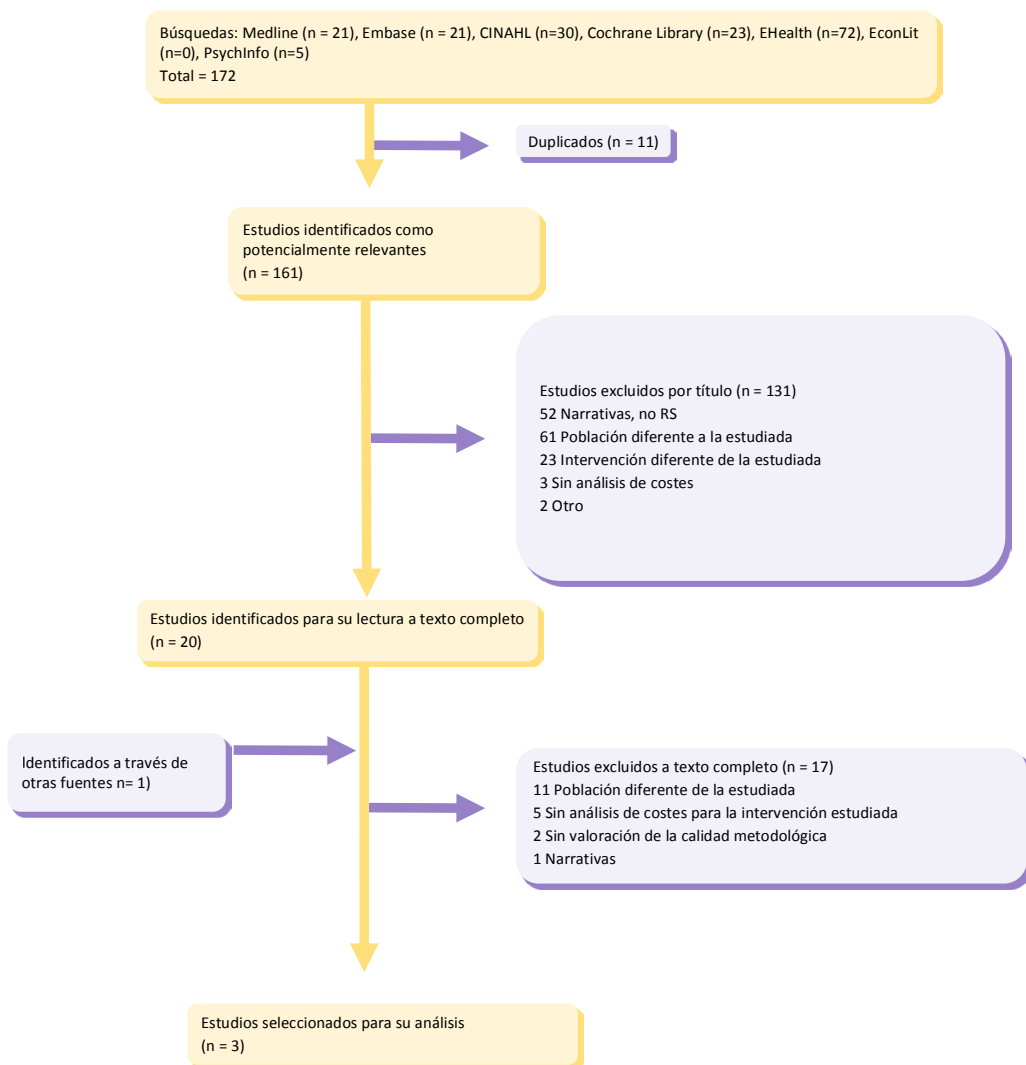 Búsquedas: Medline (n = 21), Embase (n = 21), CINAHL (n=30), Cochrane Library (n=23), EHealth (n=72), EconLit
(n=0), PsychInfo (n=5)
Total = 172
Duplicados (n = 11)
Estudios identificados como
potencialmente relevantes
(n = 161)
Estudios excluidos por título (n = 131)
52 Narrativas, no RS
61 Población diferente a la estudiada
23 Intervención diferente de la estudiada
3 Sin análisis de costes
2 Otro
Estudios identificados para su lectura a texto completo
(n = 20)
Identificados a través de
otras fuentes n= 1)
Estudios excluidos a texto completo (n = 17)
11 Población diferente de la estudiada
5 Sin análisis de costes para la intervención estudiada
2 Sin valoración de la calidad metodológica
1 Narrativas
Estudios seleccionados para su análisis
(n = 3)